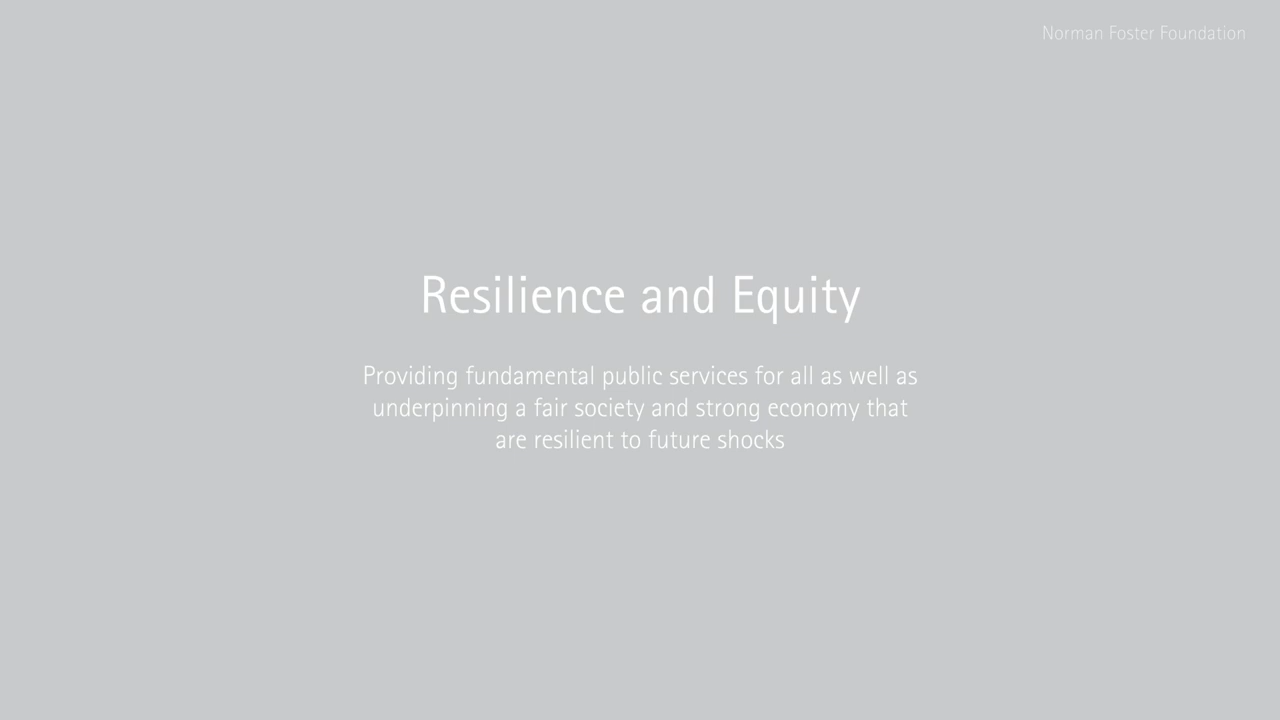 Norman Foster Foundation
Resilience and Equity
Providing fundamental public services for all as well as
underpinning a fair society and strong economy that
are resilient to future shocks